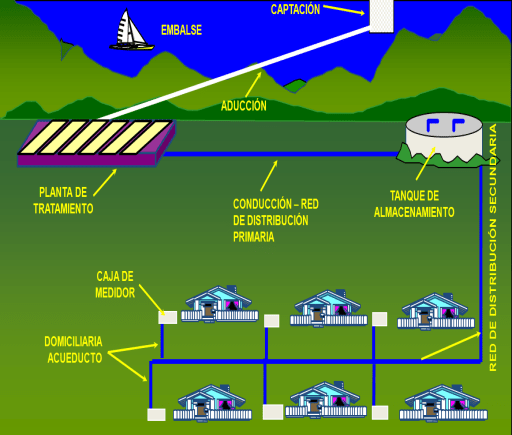 CAPTACIÓN
EMBALSE
ADUCCIÓN
PLANTA DE
TRATAMIENTO
CONDUCCIÓN – RED
DE DISTRIBUCIÓN
PRIMARIA
TANQUE DE
ALMACENAMIENTO
RED DE DISTRIBUCIÓN SECUNDARIA
CAJA DE
MEDIDOR
DOMICILIARIA
ACUEDUCTO